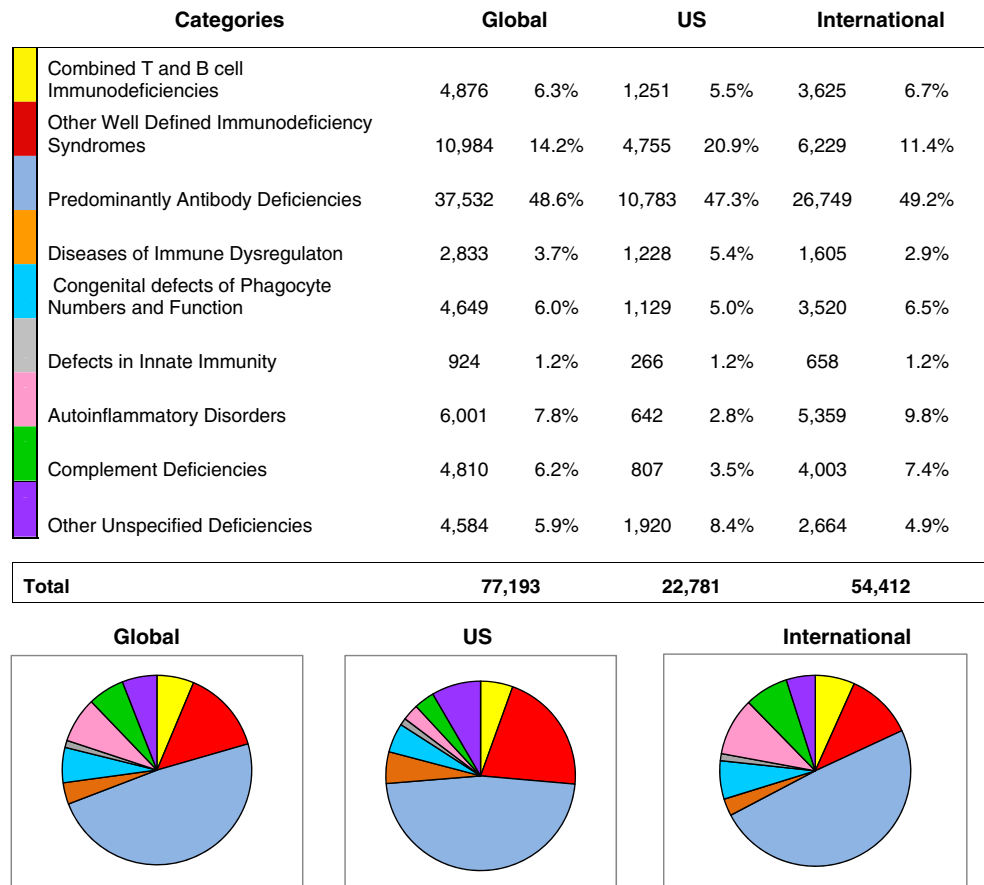 Categories Global US International
Combined T and B cell
Immunodeficiencies 4,876 6.3% 1,251 5.5% 3,625 6.7%
Other Well Defined Immunodeficiency
Syndromes 10,984 14.2% 4,755 20.9% 6,229 11.4%
Predominantly Antibody Deficiencies 37,532 48.6% 10,783 47.3% 26,749 49.2%
Diseases of Immune Dysregulaton 2,833 3.7% 1,228 5.4% 1,605 2.9%
Congenital defects of Phagocyte
Numbers and Function 4,649 6.0% 1,129 5.0% 3,520 6.5%
Defects in Innate Immunity 924 1.2% 266 1.2% 658 1.2%
Autoinflammatory Disorders 6,001 7.8% 642 2.8% 5,359 9.8%
Complement Deficiencies 4,810 6.2% 807 3.5% 4,003 7.4%
Other Unspecified Deficiencies 4,584 5.9% 1,920 8.4% 2,664 4.9%
Total 77,193 22,781 54,412
Global US International